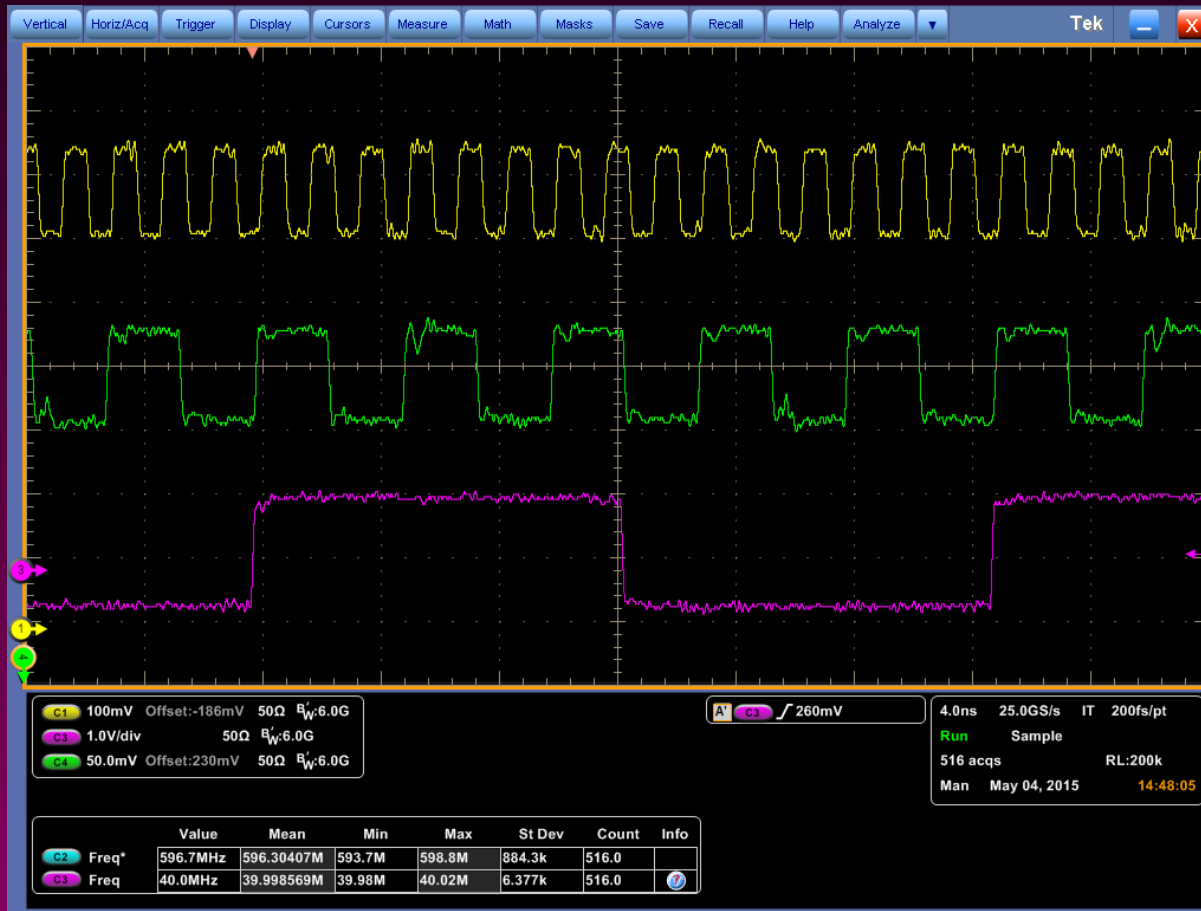 Vertical Horiz/Acq Trigger Display Cursors Measure Math Masks Save Recall Help Analyze ▼ Tek – X
3
1
4
C1 100mV Offset:-186mV 50Ω BW:6.0G
C3 1.0V/div 50Ω BW:6.0G
C4 50.0mV Offset:230mV 50Ω BW:6.0G
A' C3 260mV
4.0ns 25.0GS/s IT 200fs/pt
Run Sample
516 acqs RL:200k
Man May 04, 2015 14:48:05
Value Mean Min Max St Dev Count Info
C2 Freq* 596.7MHz 596.30407M 593.7M 598.8M 884.3k 516.0
C3 Freq 40.0MHz 39.998569M 39.98M 40.02M 6.377k 516.0